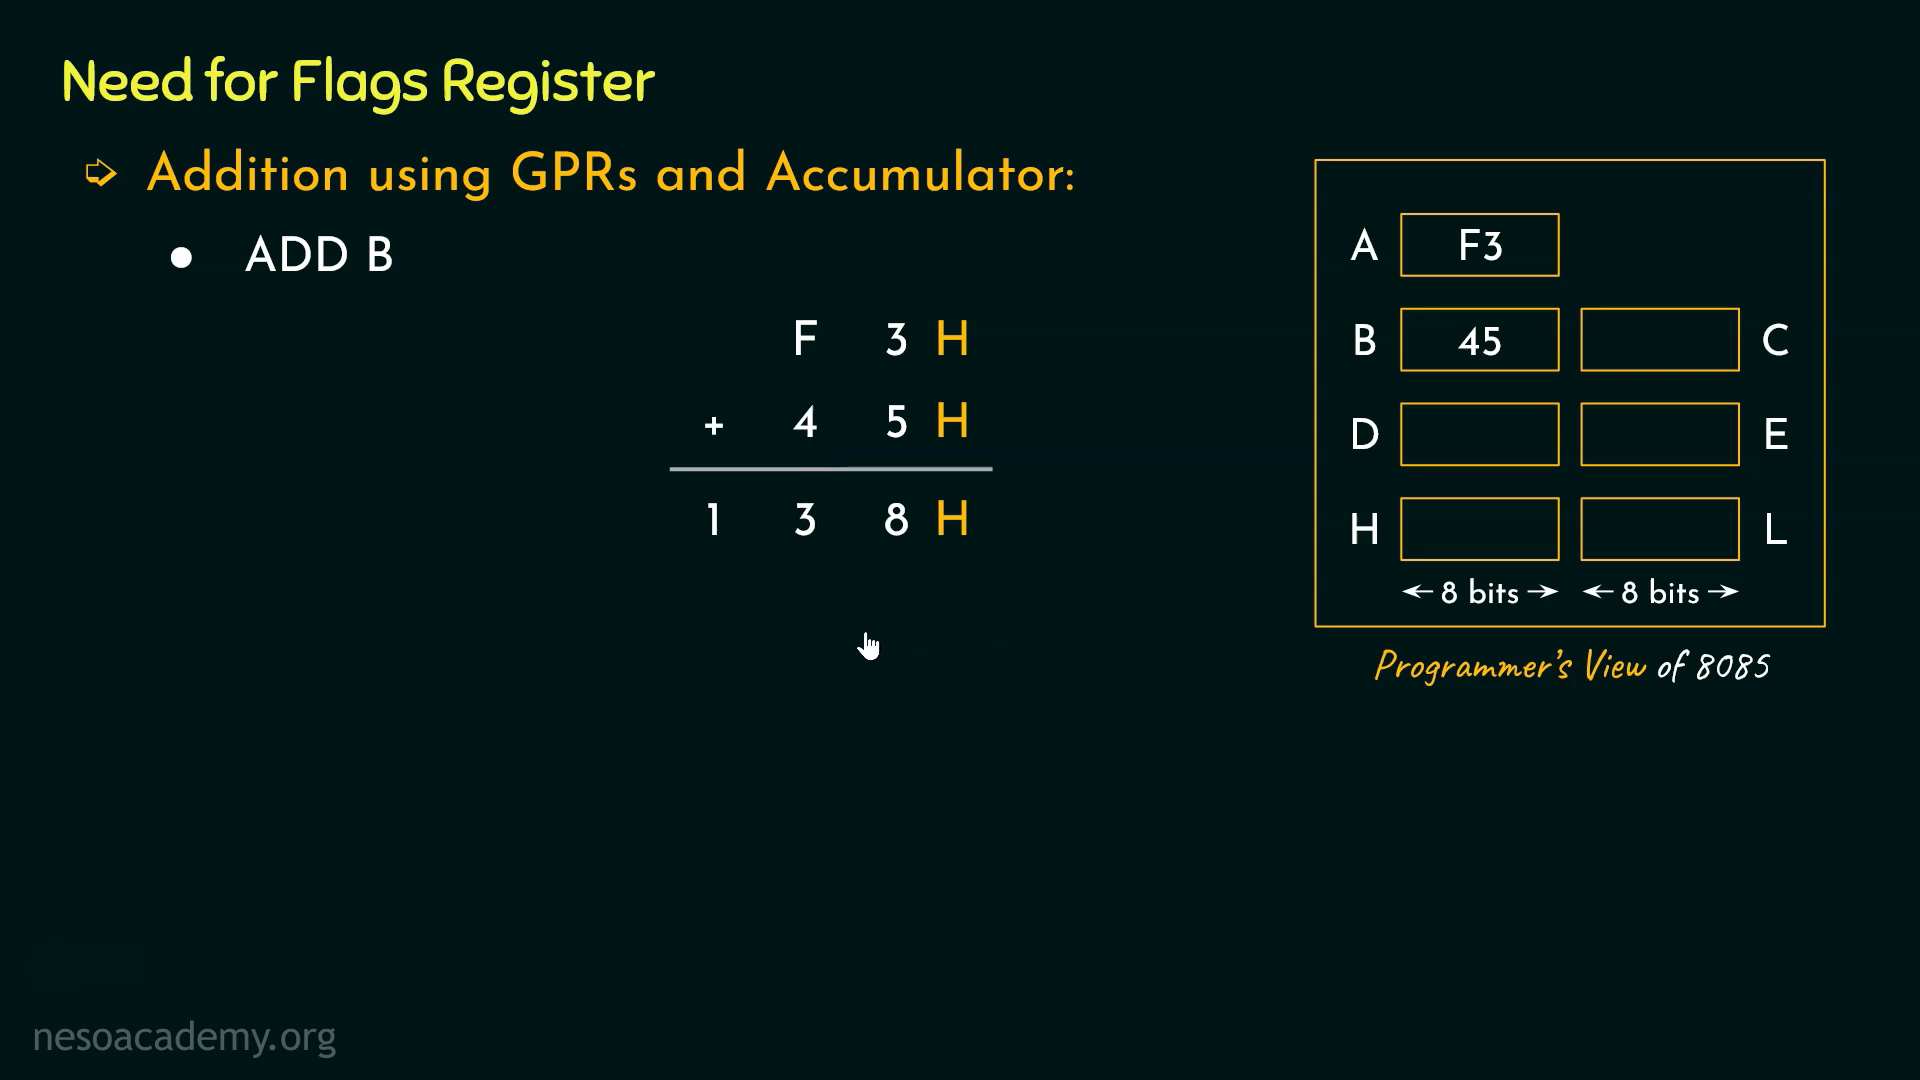 Need for Flags Register
➪ Addition using GPRs and Accumulator:
● ADD B
F 3 H
+ 4 5 H
1 3 8 H
A F3
B 45 C
D E
H L
←8 bits→ ←8 bits→
Programmer's View of 8085
nesoacademy.org